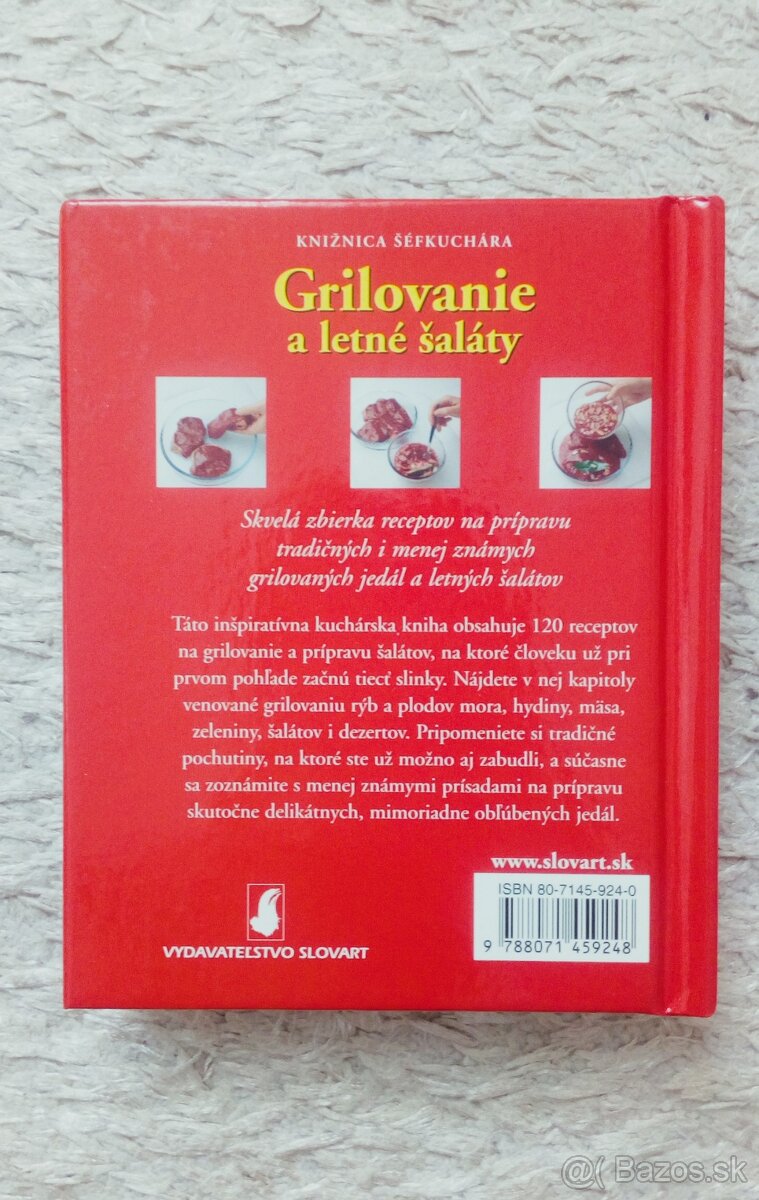 KNIŽNICA ŠÉFKUCHÁRA
Grilovanie
a letné šaláty
Skvelá zbierka receptov na prípravu
tradičných i menej známych
grilovaných jedál a letných šalátov
Táto inšpiratívna kuchárska kniha obsahuje 120 receptov
na grilovanie a prípravu šalátov, na ktoré človeku už pri
prvom pohľade začnú tiecť slinky. Nájdete v nej kapitoly
venované grilovaniu rýb a plodov mora, hydiny, mäsa,
zeleniny, šalátov i dezertov. Pripomeniete si tradičné
pochutiny, na ktoré ste už možno aj zabudli, a súčasne
sa zoznámite s menej známymi prísadami na prípravu
skutočne delikátnych, mimoriadne obľúbených jedál.
www.slovart.sk
ISBN 80-7145-924-0
9 788071 459248
VYDAVATEĽSTVO SLOVART
@( Bazos.sk